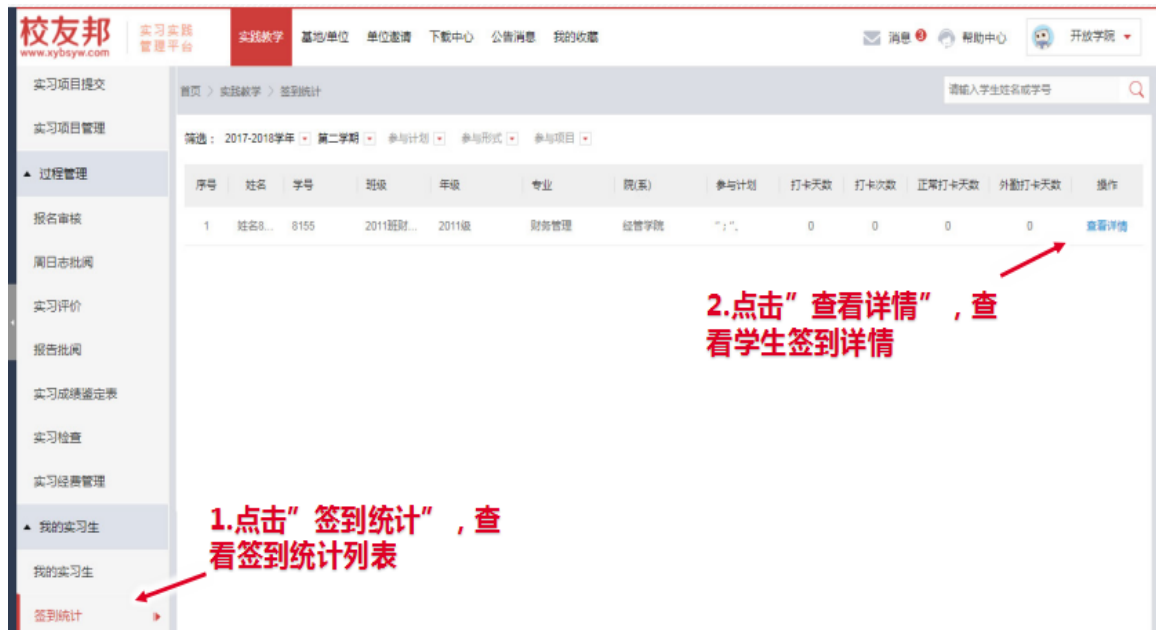 校友邦
www.xybsyw.com
实习实践
管理平台
实践教学 基地/单位 单位邀请 下载中心 公告消息 我的收藏
消息 3 帮助中心 开放学院
实习项目提交
首页 > 实践教学 > 签到统计
请输入学生姓名或学号
实习项目管理
筛选： 2017-2018学年 第二学期 参与计划 参与形式 参与项目
过程管理
序号 姓名 学号 班级 年级 专业 院(系) 参与计划 打卡天数 打卡次数 正常打卡天数 外勤打卡天数 操作
报名审核
1 姓名8... 8155 2011班财... 2011级 财务管理 经管学院 " ; ", 0 0 0 0 查看详情
周日志批阅
实习评价
2.点击”查看详情”，查
看学生签到详情
报告批阅
实习成绩鉴定表
实习检查
实习经费管理
我的实习生
1.点击”签到统计”，查
看签到统计列表
我的实习生
签到统计